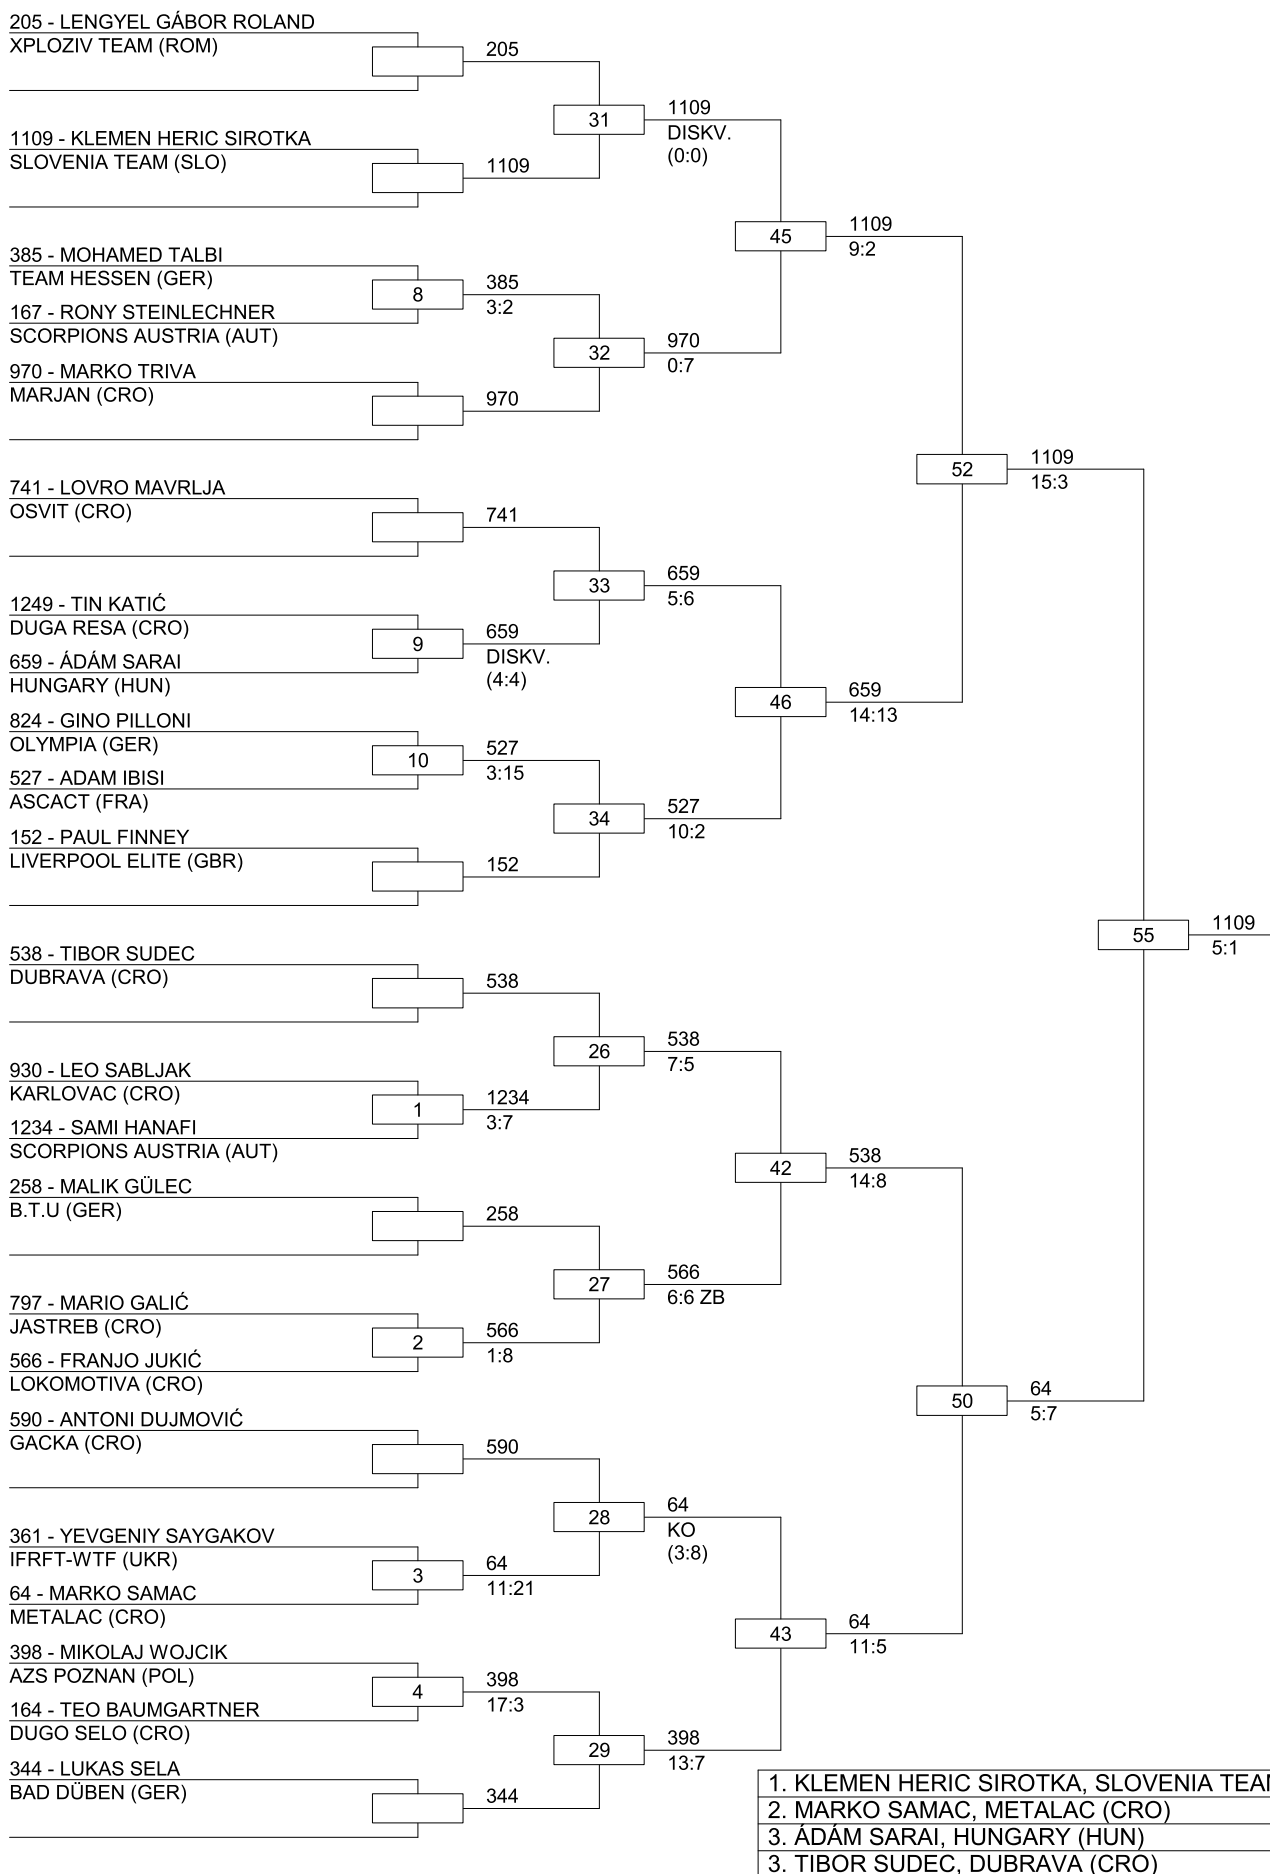 205 - LENGYEL GÁBOR ROLAND
XPLOZIV TEAM (ROM)
205
31
1109
DISKV.
(0:0)
1109 - KLEMEN HERIC SIROTKA
SLOVENIA TEAM (SLO)
1109
45
1109
9:2
385 - MOHAMED TALBI
TEAM HESSEN (GER)
8
385
3:2
167 - RONY STEINLECHNER
SCORPIONS AUSTRIA (AUT)
32
970
0:7
970 - MARKO TRIVA
MARJAN (CRO)
970
52
1109
15:3
741 - LOVRO MAVRLJA
OSVIT (CRO)
741
33
659
5:6
1249 - TIN KATIĆ
DUGA RESA (CRO)
9
659
DISKV.
(4:4)
659 - ÁDÁM SARAI
HUNGARY (HUN)
46
659
14:13
824 - GINO PILLONI
OLYMPIA (GER)
10
527
3:15
527 - ADAM IBISI
ASCACT (FRA)
34
527
10:2
152 - PAUL FINNEY
LIVERPOOL ELITE (GBR)
152
55
1109
5:1
538 - TIBOR SUDEC
DUBRAVA (CRO)
538
26
538
7:5
930 - LEO SABLJAK
KARLOVAC (CRO)
1
1234
3:7
1234 - SAMI HANAFI
SCORPIONS AUSTRIA (AUT)
42
538
14:8
258 - MALIK GÜLEC
B.T.U (GER)
258
27
566
6:6 ZB
797 - MARIO GALIĆ
JASTREB (CRO)
2
566
1:8
566 - FRANJO JUKIĆ
LOKOMOTIVA (CRO)
50
64
5:7
590 - ANTONI DUJMOVIĆ
GACKA (CRO)
590
28
64
KO
(3:8)
361 - YEVGENIY SAYGAKOV
IFRFT-WTF (UKR)
3
64
11:21
64 - MARKO SAMAC
METALAC (CRO)
43
64
11:5
398 - MIKOLAJ WOJCIK
AZS POZNAN (POL)
4
398
17:3
164 - TEO BAUMGARTNER
DUGO SELO (CRO)
29
398
13:7
344 - LUKAS SELA
BAD DÜBEN (GER)
344
1. KLEMEN HERIC SIROTKA, SLOVENIA
2. MARKO SAMAC, METALAC (CRO)
3. ÁDÁM SARAI, HUNGARY (HUN)
3. TIBOR SUDEC, DUBRAVA (CRO)